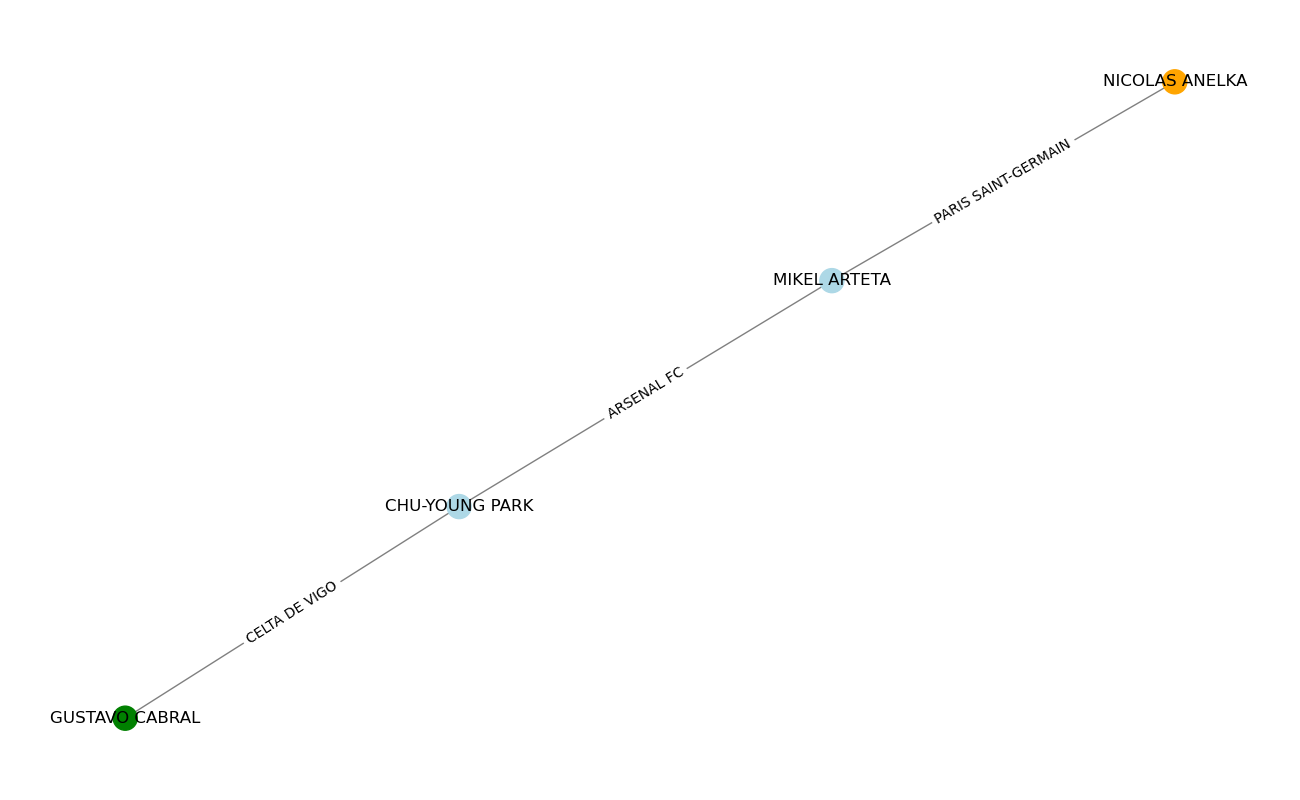 NICOLAS ANELKA
PARIS SAINT-GERMAIN
MIKEL ARTETA
ARSENAL FC
CHU-YOUNG PARK
CELTA DE VIGO
GUSTAVO CABRAL